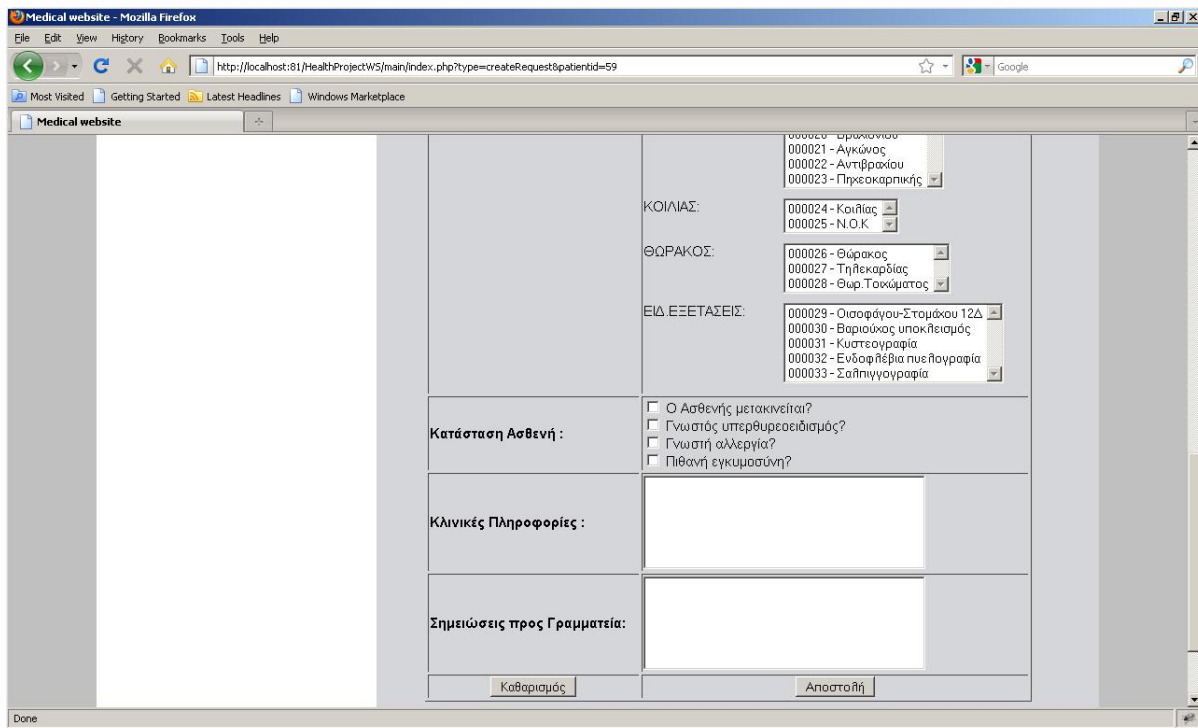 Medical website - Mozilla Firefox
File Edit View History Bookmarks Tools Help
http://localhost:81/HealthProjectWS/main/index.php?type=createRequest&patientid=59
Google
Most Visited Getting Started Latest Headlines Windows Marketplace
Medical website
000020 - Βραχιονίου
000021 - Αγκώνος
000022 - Αντιβραχίου
000023 - Πηχεοκαρπικής
ΚΟΙΛΙΑΣ:
000024 - Κοιλίας
000025 - Ν.Ο.Κ
ΘΩΡΑΚΟΣ:
000026 - Θώρακος
000027 - Τηλεκαρδίας
000028 - Θωρ.Τοιχώματος
ΕΙΔ.ΕΞΕΤΑΣΕΙΣ:
000029 - Οισοφάγου-Στομάχου 12Δ
000030 - Βαριούχος υποκλεισμός
000031 - Κυστεογραφία
000032 - Ενδοφλέβια πυελογραφία
000033 - Σαλπιγγογραφία
Κατάσταση Ασθενή :
Ο Ασθενής μετακινείται?
Γνωστός υπερθυρεοειδισμός?
Γνωστή αλλεργία?
Πιθανή εγκυμοσύνη?
Κλινικές Πληροφορίες :
Σημειώσεις προς Γραμματεία:
Καθαρισμός Αποστολή
Done